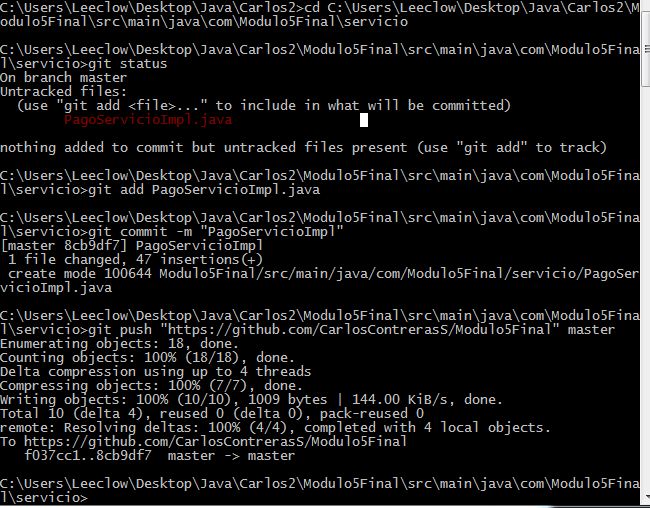 C:\Users\Leeclow\Desktop\Java\Carlos2>cd C:\Users\Leeclow\Desktop\Java\Carlos2\M
odulo5Final\src\main\java\com\Modulo5Final\servicio
C:\Users\Leeclow\Desktop\Java\Carlos2\Modulo5Final\src\main\java\com\Modulo5Fina
l\servicio>git status
On branch master
Untracked files:
  (use "git add <file>..." to include in what will be committed)
        PagoServicioImpl.java
nothing added to commit but untracked files present (use "git add" to track)
C:\Users\Leeclow\Desktop\Java\Carlos2\Modulo5Final\src\main\java\com\Modulo5Fina
l\servicio>git add PagoServicioImpl.java
C:\Users\Leeclow\Desktop\Java\Carlos2\Modulo5Final\src\main\java\com\Modulo5Fina
l\servicio>git commit -m "PagoServicioImpl"
[master 8cb9df7] PagoServicioImpl
 1 file changed, 47 insertions(+)
 create mode 100644 Modulo5Final/src/main/java/com/Modulo5Final/servicio/PagoSer
vicioImpl.java
C:\Users\Leeclow\Desktop\Java\Carlos2\Modulo5Final\src\main\java\com\Modulo5Fina
l\servicio>git push "https://github.com/CarlosContrerasS/Modulo5Final" master
Enumerating objects: 18, done.
Counting objects: 100% (18/18), done.
Delta compression using up to 4 threads
Compressing objects: 100% (7/7), done.
Writing objects: 100% (10/10), 1009 bytes | 144.00 KiB/s, done.
Total 10 (delta 4), reused 0 (delta 0), pack-reused 0
remote: Resolving deltas: 100% (4/4), completed with 4 local objects.
To https://github.com/CarlosContrerasS/Modulo5Final
   f037cc1..8cb9df7  master -> master
C:\Users\Leeclow\Desktop\Java\Carlos2\Modulo5Final\src\main\java\com\Modulo5Fina
l\servicio>